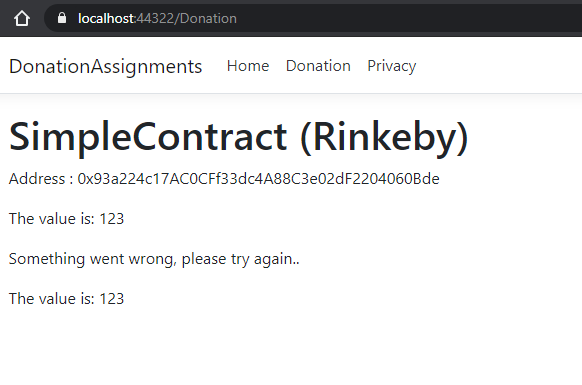 localhost:44322/Donation
DonationAssignments Home Donation Privacy
SimpleContract (Rinkeby)
Address : 0x93a224c17AC0CFf33dc4A88C3e02dF2204060Bde
The value is: 123
Something went wrong, please try again..
The value is: 123